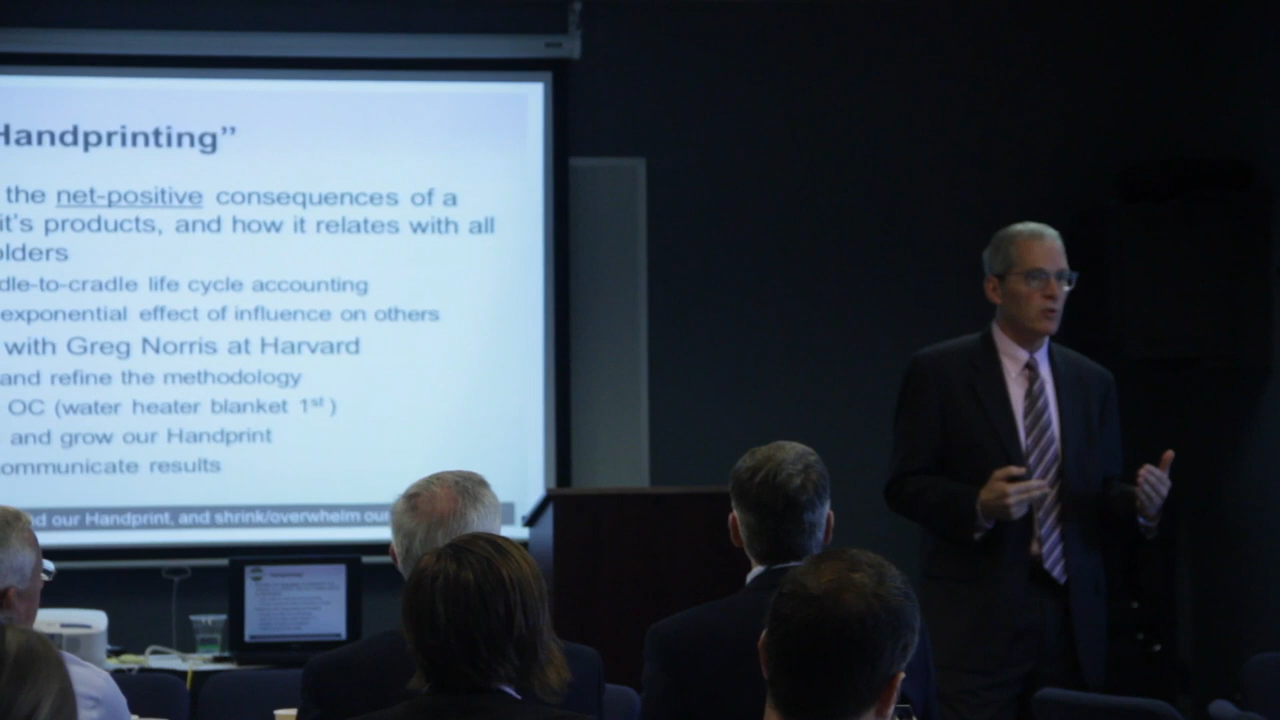 Handprinting”
the net-positive consequences of a
it's products, and how it relates with all
olders
dle-to-cradle life cycle accounting
exponential effect of influence on others
with Greg Norris at Harvard
and refine the methodology
OC (water heater blanket 1st )
and grow our Handprint
ommunicate results
nd our Handprint, and shrink/overwhelm our